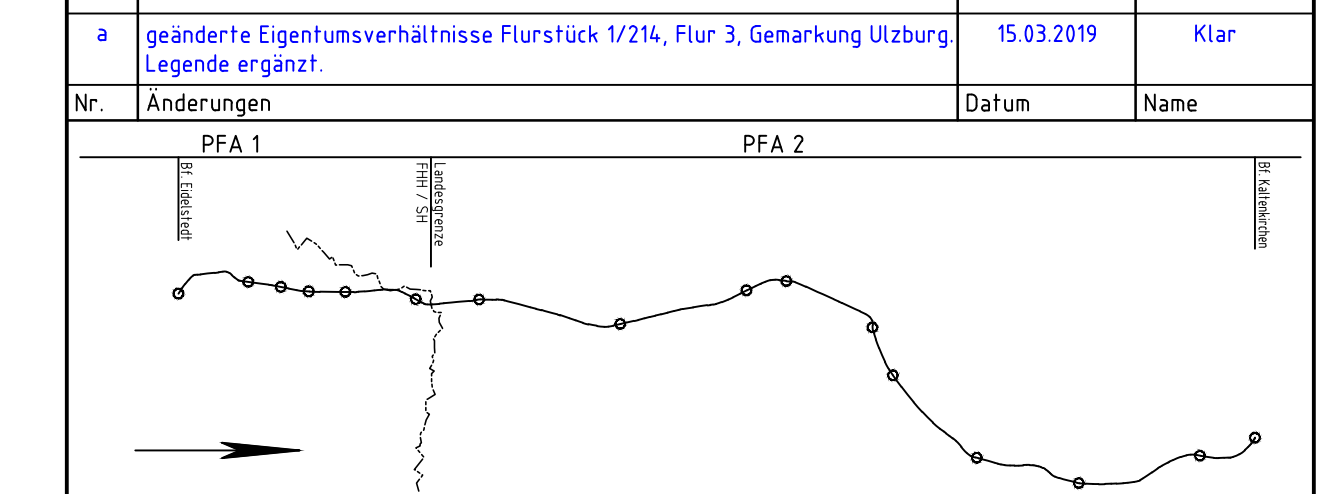 a geänderte Eigentumsverhältnisse Flurstück 1/214, Flur 3, Gemarkung Ulzburg. 15.03.2019 Klar
Legende ergänzt.
Nr. Änderungen Datum Name
PFA 1 PFA 2
Bf. Eidelstedt
Landesgrenze
FHH / SH
Bf. Kaltenkirchen